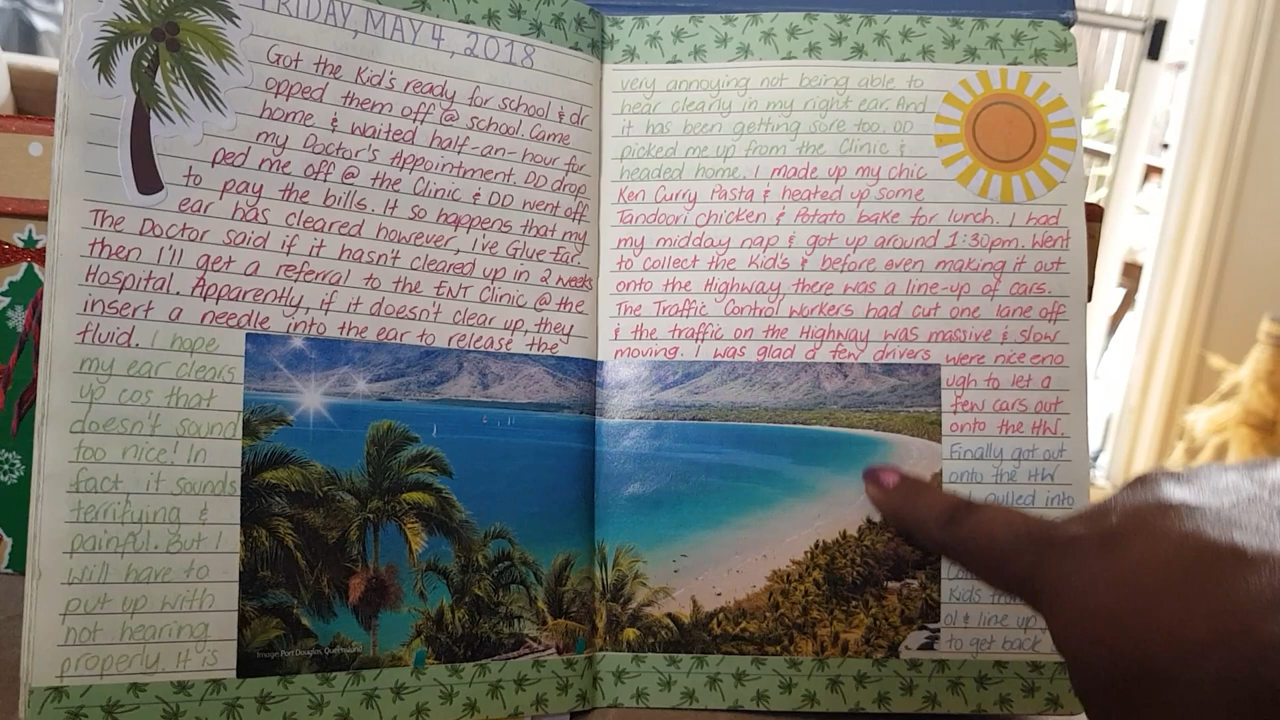 FRIDAY, MAY 4, 2018
Got the Kid's ready for school & dr
opped them off @ school. Came
home & waited half-an-hour for
my Doctor's Appointment. DD drop
ped me off @ the Clinic & DD went off
to pay the bills. It so happens that my
ear has cleared however, I've Glue Ear.
The Doctor said if it hasn't cleared up in 2 weeks
then I'll get a referral to the ENT Clinic @ the
Hospital. Apparently, if it doesn't clear up, they
insert a needle into the ear to release the
fluid. I hope
my ear clears
up cos that
doesn't sound
too nice! In
fact it sounds
terrifying &
painful. But I
will have to
put up with
not hearing
properly. It is
Image Port Douglas, Queensland
very annoying not being able to
hear clearly in my right ear. And
it has been getting sore too. DD
picked me up from the Clinic &
headed home. I made up my chic
Ken Curry Pasta & heated up some
Tandoori chicken & Potato bake for lunch. I had
my midday nap & got up around 1:30pm. Went
to collect the Kid's & before even making it out
onto the Highway there was a line-up of cars.
The Traffic Control workers had cut one lane off
& the traffic on the Highway was massive & slow
moving. I was glad a few drivers were nice eno
ugh to let a
few cars out
onto the HW.
Finally got out
onto the HW
pulled into
Kids
ol & line up
to get back